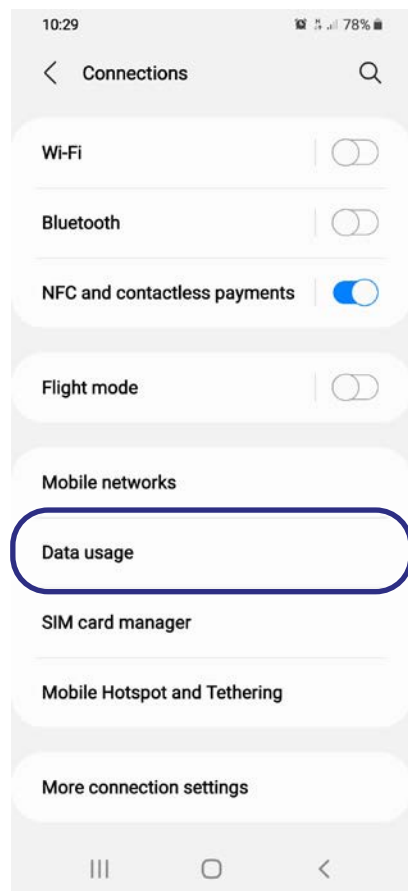 10:29 78%
Connections
Wi-Fi
Bluetooth
NFC and contactless payments
Flight mode
Mobile networks
Data usage
SIM card manager
Mobile Hotspot and Tethering
More connection settings